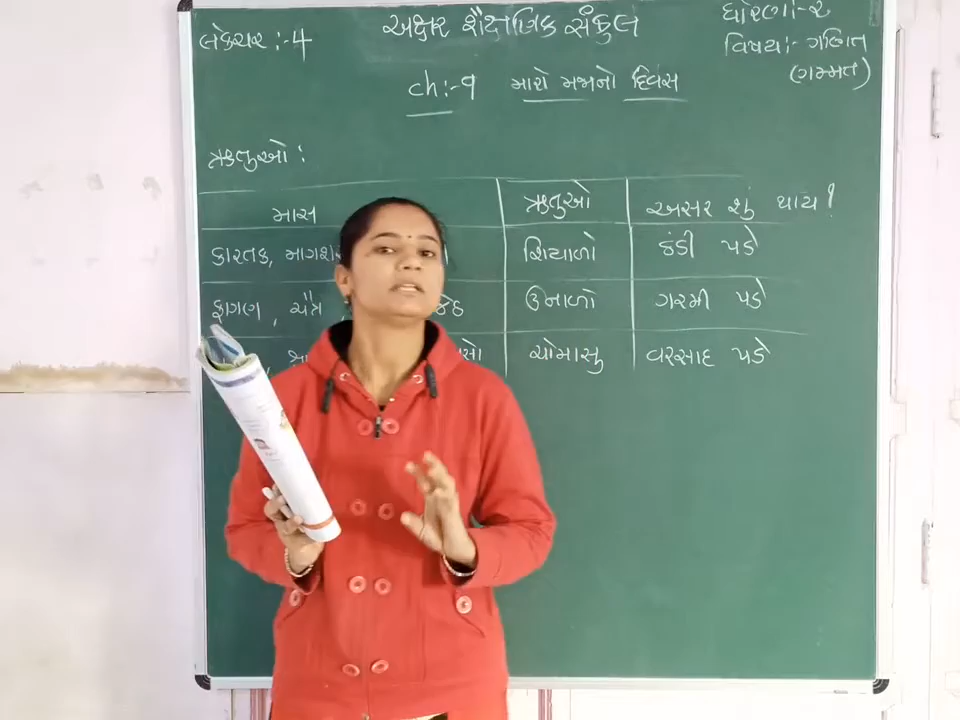 લેક્ચર :- 4
અક્ષર શૈક્ષણિક સંકુલ
ધોરણ :- ૨
વિષય :- ગણિત
(ગમ્મત)
ch :- ૧ મારો મજાનો દિવસ
ઋતુઓ :
માસ ઋતુઓ અસર શું થાય !
કારતક, માગશર શિયાળો ઠંડી પડે
ફાગણ , ચૈત્ર , જેઠ ઉનાળો ગરમી પડે
ચોમાસુ વરસાદ પડે